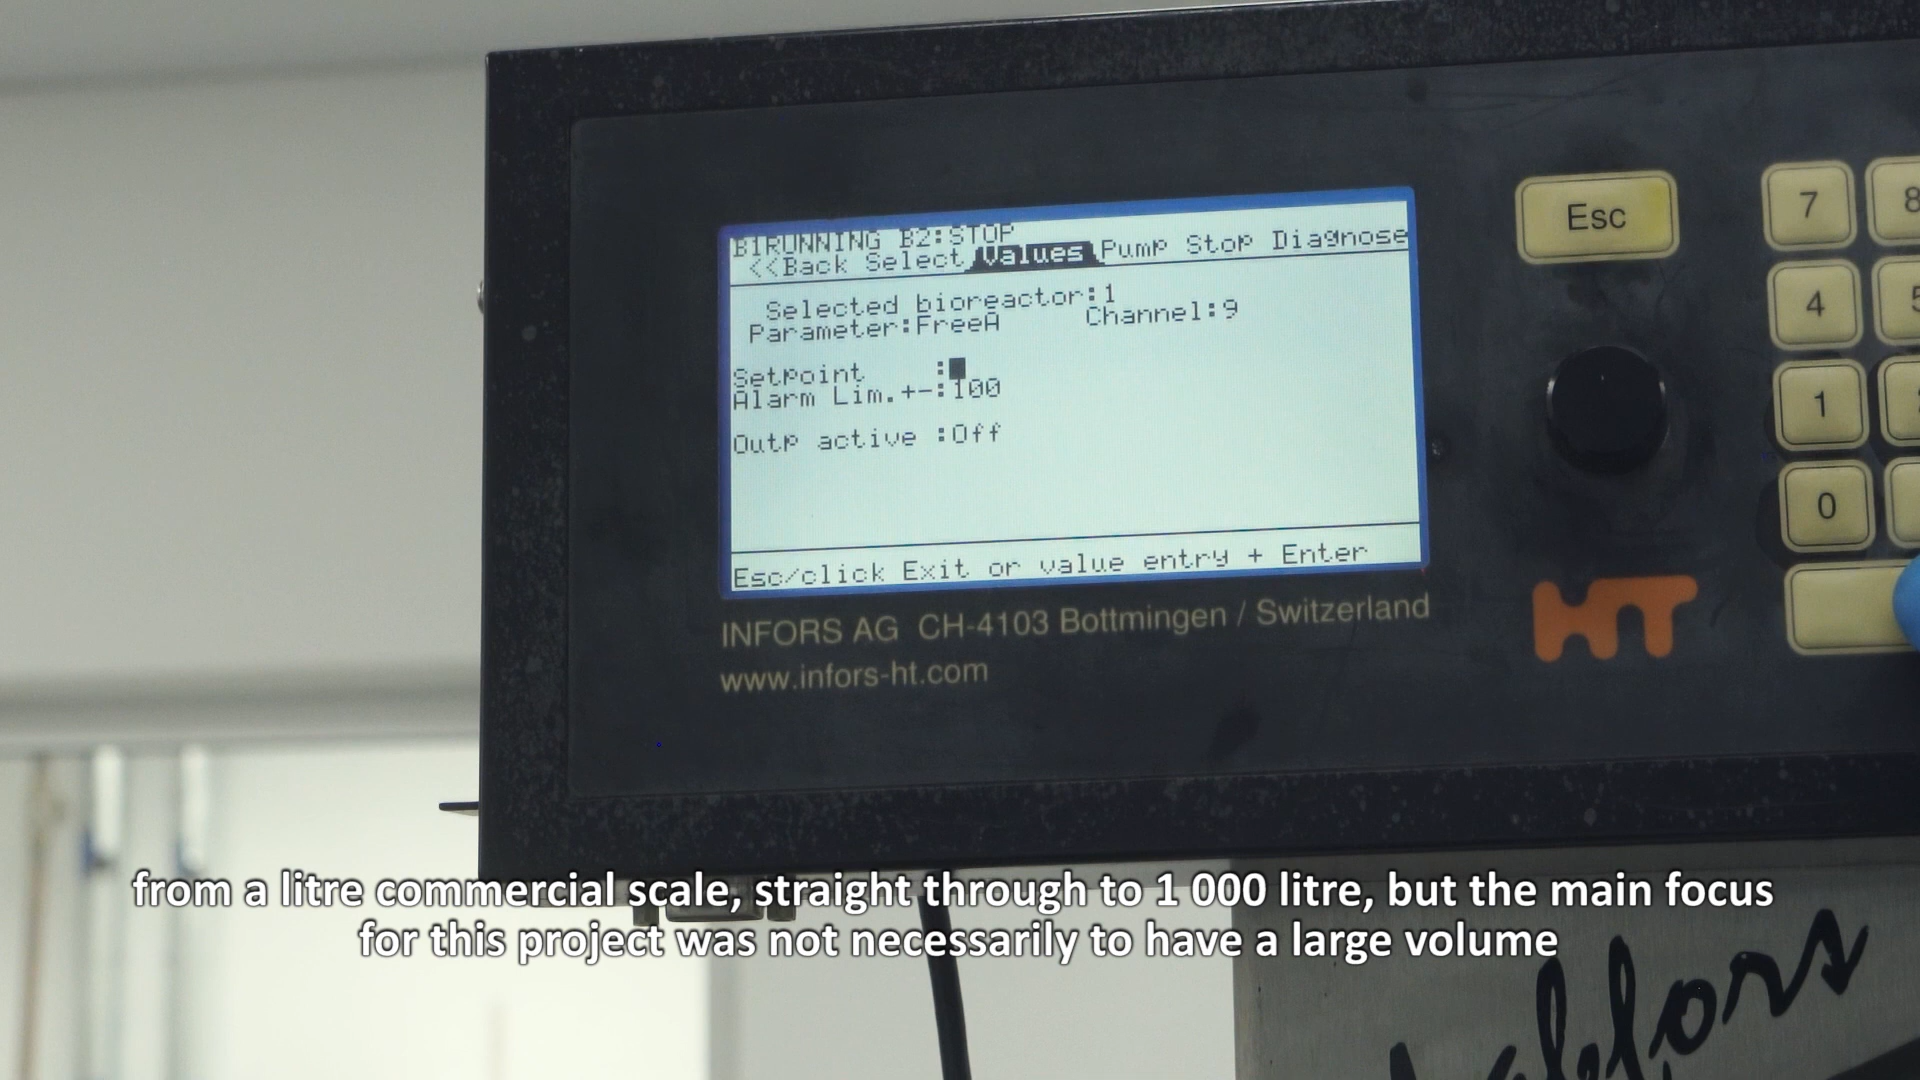 B1RUNNING B2:STOP
<<Back Select Values Pump Stop Diagnose
Selected bioreactor:1
Parameter:FreeA Channel:9
Setpoint :
Alarm Lim.+-:100
Outp active :Off
Esc/click Exit or value entry + Enter
INFORS AG CH-4103 Bottmingen / Switzerland
www.infors-ht.com
Esc
7 8
4 5
1
0
HT
from a litre commercial scale, straight through to 1 000 litre, but the main focus
for this project was not necessarily to have a large volume